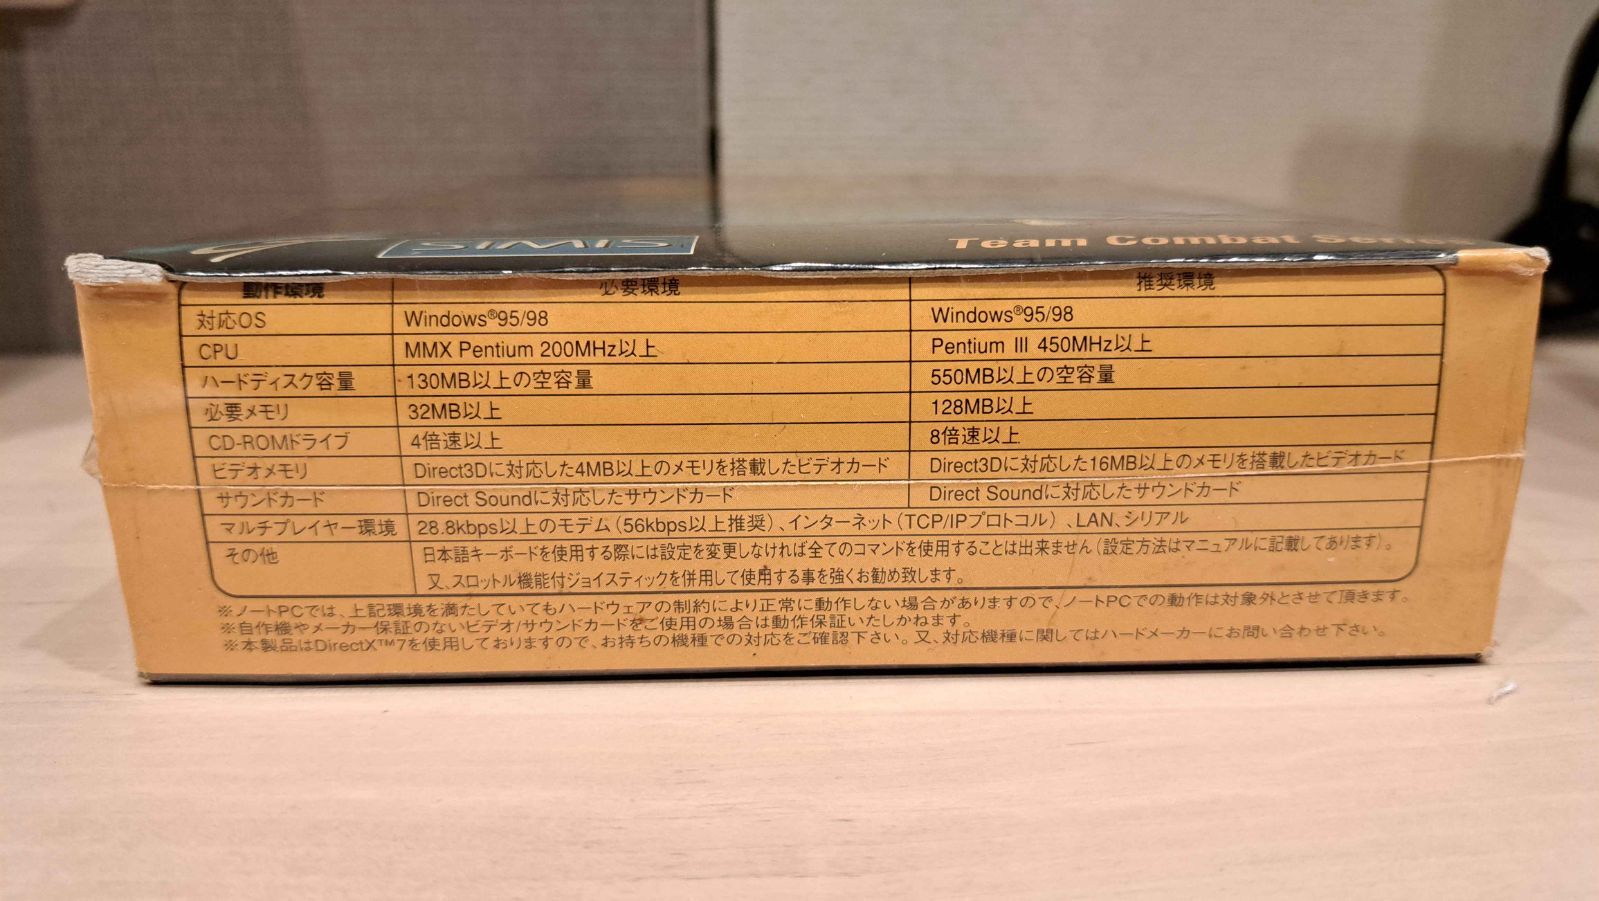 SIMIS
Team Combat
動作環境 必要環境 推奨環境
対応OS Windows®95/98 Windows®95/98
CPU MMX Pentium 200MHz以上 Pentium III 450MHz以上
ハードディスク容量 130MB以上の空容量 550MB以上の空容量
必要メモリ 32MB以上 128MB以上
CD-ROMドライブ 4倍速以上 8倍速以上
ビデオメモリ Direct3Dに対応した4MB以上のメモリを搭載したビデオカード Direct3Dに対応した16MB以上のメモリを搭載したビデオカード
サウンドカード Direct Soundに対応したサウンドカード Direct Soundに対応したサウンドカード
マルチプレイヤー環境 28.8kbps以上のモデム（56kbps以上推奨）、インターネット（TCP/IPプロトコル）、LAN、シリアル
その他 日本語キーボードを使用する際には設定を変更しなければ全てのコマンドを使用することは出来ません（設定方法はマニュアルに記載してあります）。
又、スロットル機能付ジョイスティックを併用して使用する事を強くお勧め致します。
※ノートPCでは、上記環境を満たしていてもハードウェアの制約により正常に動作しない場合がありますので、ノートPCでの動作は対象外とさせて頂きます。
※自作機やメーカー保証のないビデオ/サウンドカードをご使用の場合は動作保証いたしかねます。
※本製品はDirectX™7を使用しておりますので、お持ちの機種での対応をご確認下さい。又、対応機種に関してはハードメーカーにお問い合わせ下さい。